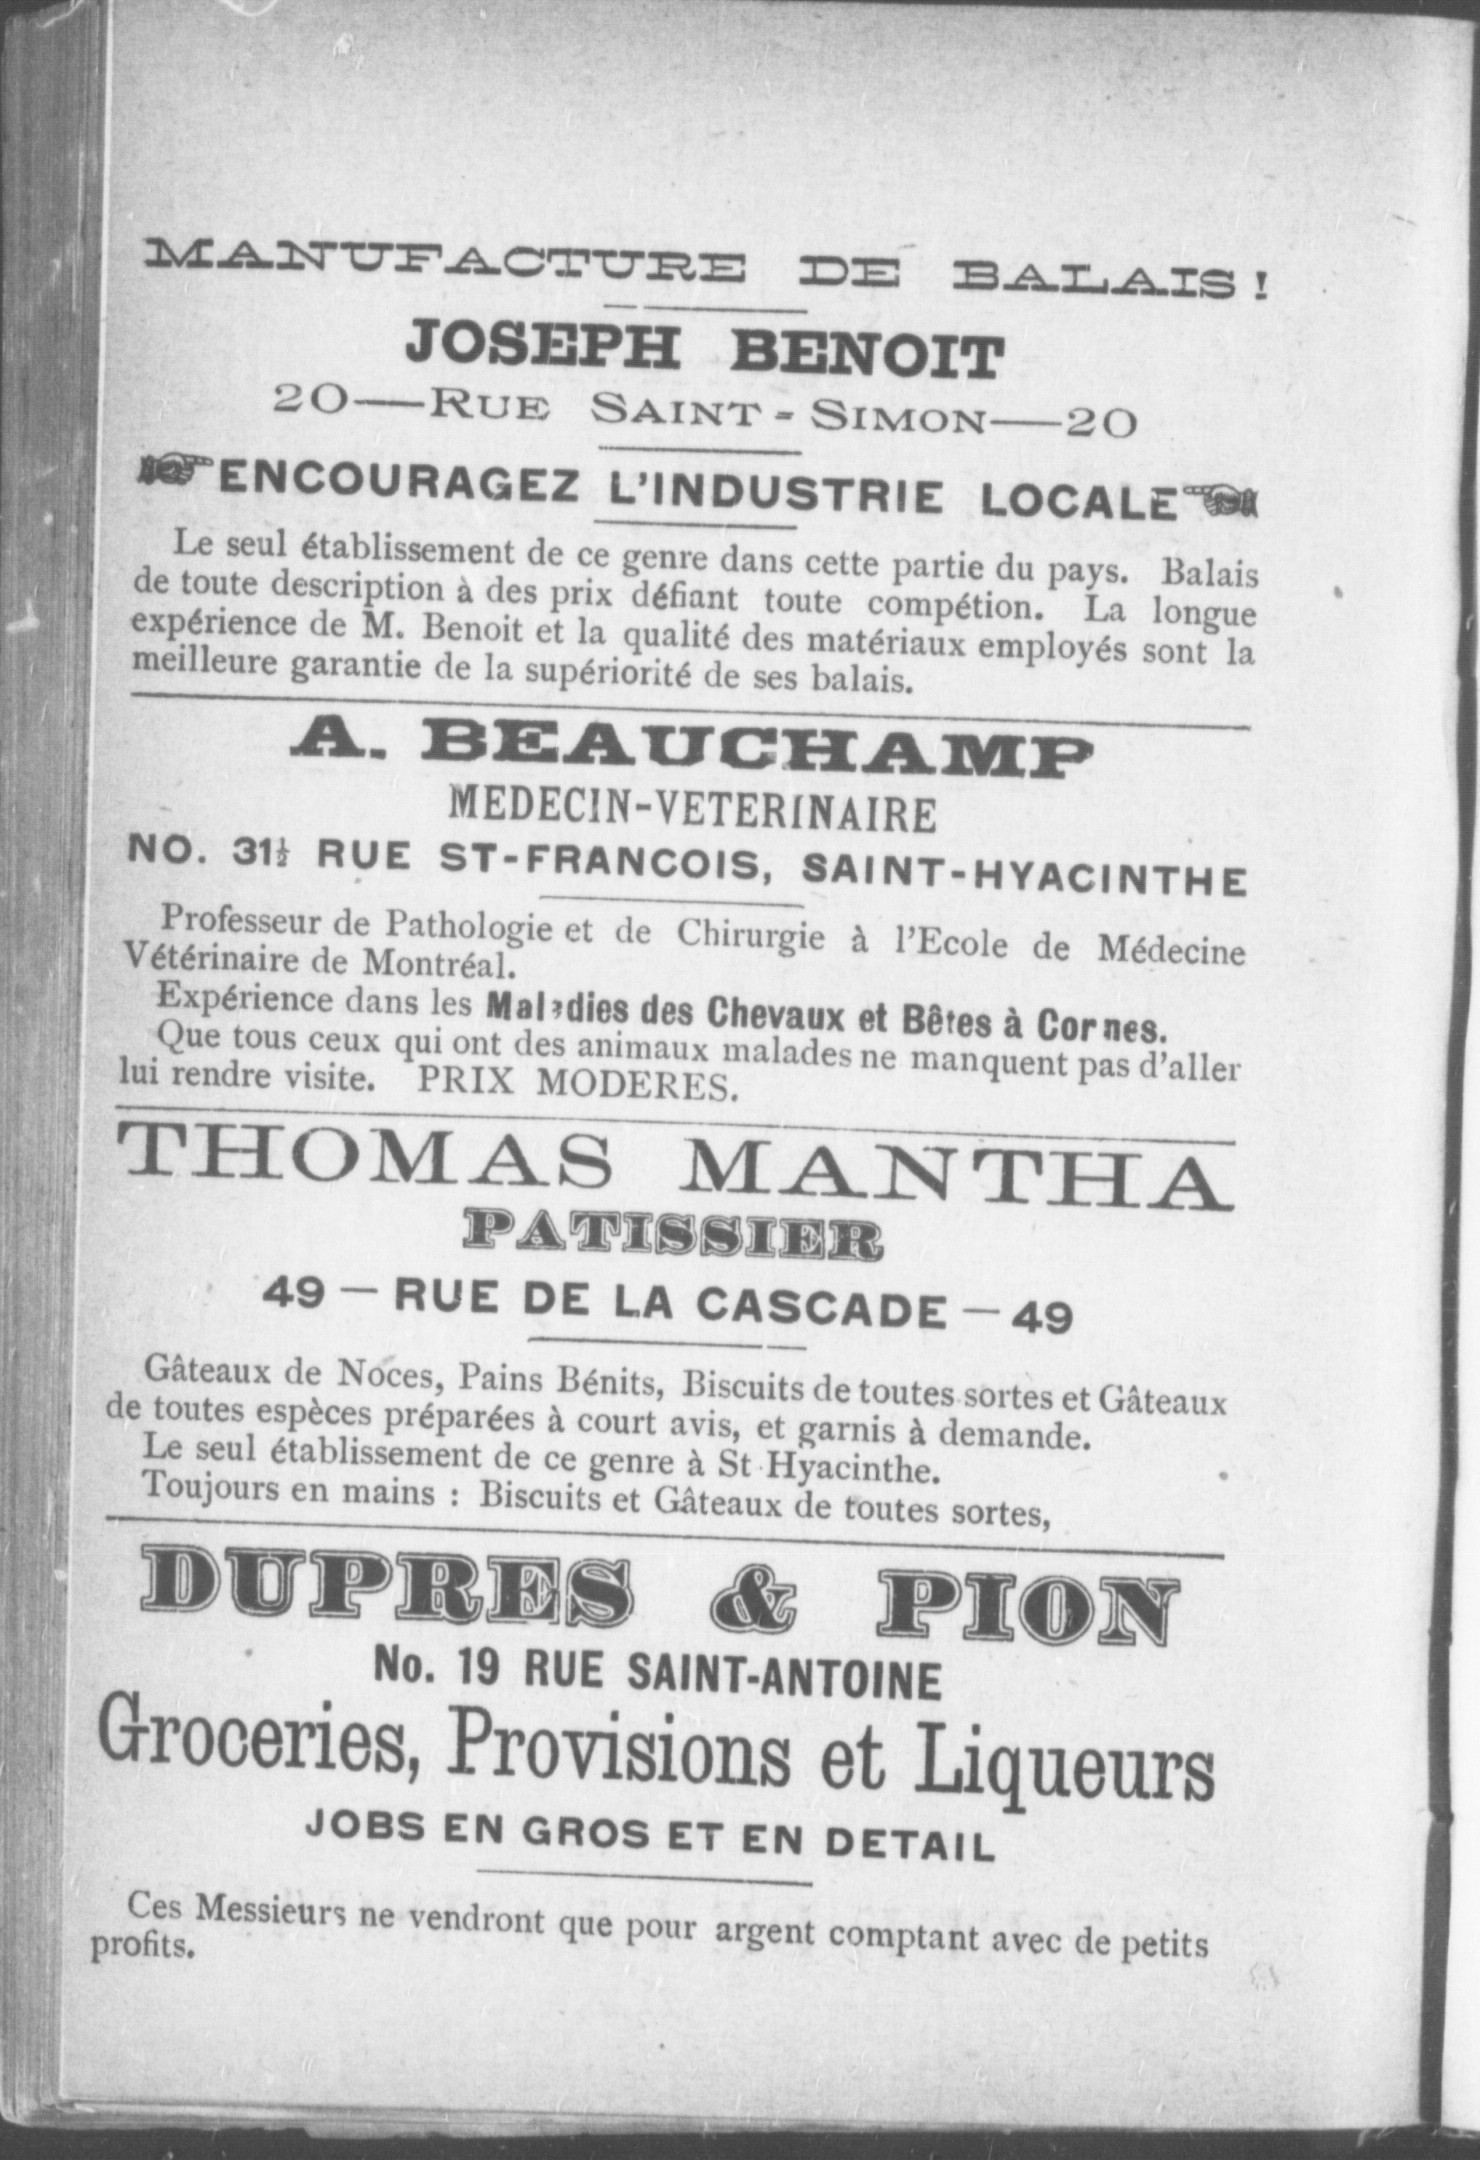 MANUFACTURE DE BALAIS !
JOSEPH BENOIT
20—RUE SAINT-SIMON—20
ENCOURAGEZ L'INDUSTRIE LOCALE
Le seul établissement de ce genre dans cette partie du pays. Balais
de toute description à des prix défiant toute compétion. La longue
expérience de M. Benoit et la qualité des matériaux employés sont la
meilleure garantie de la supériorité de ses balais.
A. BEAUCHAMP
MEDECIN-VETERINAIRE
NO. 31½ RUE ST-FRANCOIS, SAINT-HYACINTHE
Professeur de Pathologie et de Chirurgie à l'Ecole de Médecine
Vétérinaire de Montréal.
Expérience dans les Maladies des Chevaux et Bêtes à Cornes.
Que tous ceux qui ont des animaux malades ne manquent pas d'aller
lui rendre visite. PRIX MODERES.
THOMAS MANTHA
PATISSIER
49 — RUE DE LA CASCADE — 49
Gâteaux de Noces, Pains Bénits, Biscuits de toutes sortes et Gâteaux
de toutes espèces préparées à court avis, et garnis à demande.
Le seul établissement de ce genre à St Hyacinthe.
Toujours en mains : Biscuits et Gâteaux de toutes sortes,
DUPRES & PION
No. 19 RUE SAINT-ANTOINE
Groceries, Provisions et Liqueurs
JOBS EN GROS ET EN DETAIL
Ces Messieurs ne vendront que pour argent comptant avec de petits
profits.